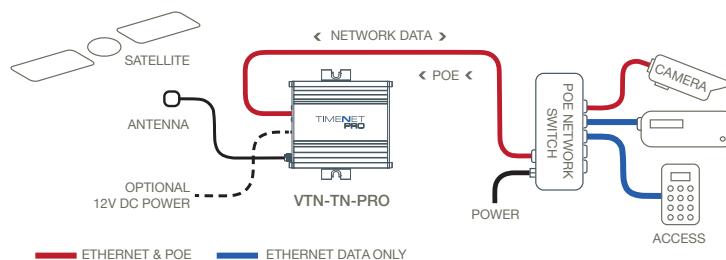 SATELLITE
< NETWORK DATA >
< POE <
ANTENNA
TIMENET
PRO
OPTIONAL
12V DC POWER
VTN-TN-PRO
POE NETWORK
SWITCH
POWER
CAMERA
ACCESS
ETHERNET & POE
ETHERNET DATA ONLY